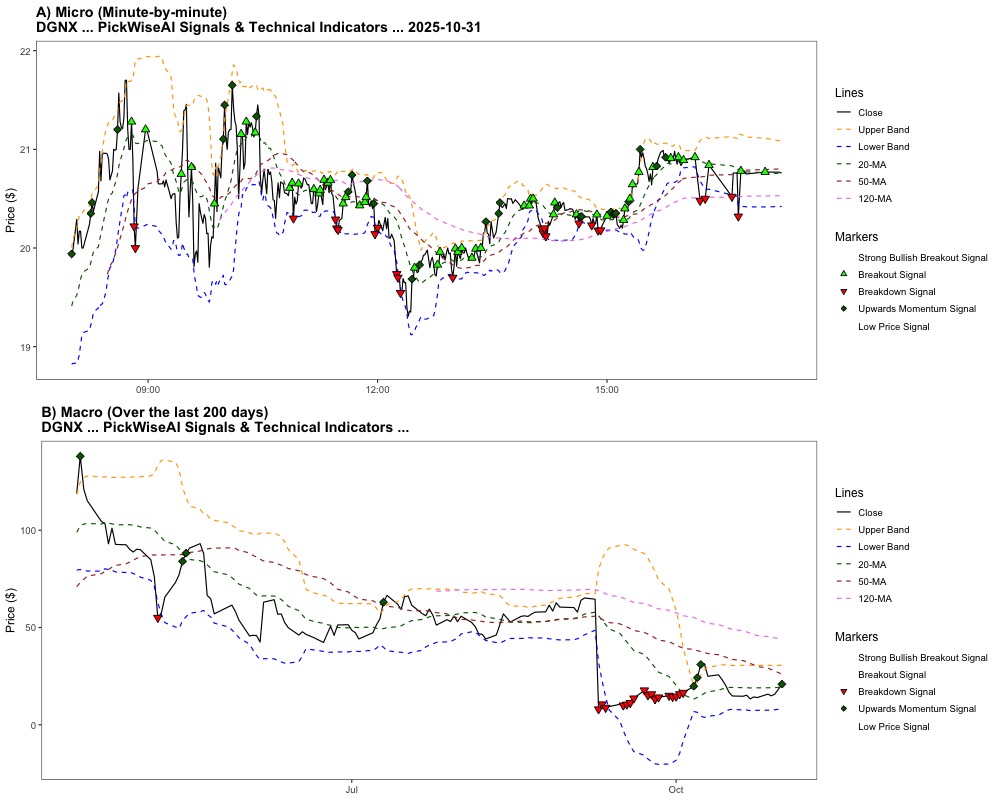 A) Micro (Minute-by-minute)
DGNX ... PickWiseAI Signals & Technical Indicators ... 2025-10-31
22
21
20
19
Price ($)
09:00
12:00
15:00
Lines
Close
Upper Band
Lower Band
20-MA
50-MA
120-MA
Markers
Strong Bullish Breakout Signal
Breakout Signal
Breakdown Signal
Upwards Momentum Signal
Low Price Signal
B) Macro (Over the last 200 days)
DGNX ... PickWiseAI Signals & Technical Indicators ...
100
50
0
Price ($)
Jul
Oct
Lines
Close
Upper Band
Lower Band
20-MA
50-MA
120-MA
Markers
Strong Bullish Breakout Signal
Breakout Signal
Breakdown Signal
Upwards Momentum Signal
Low Price Signal